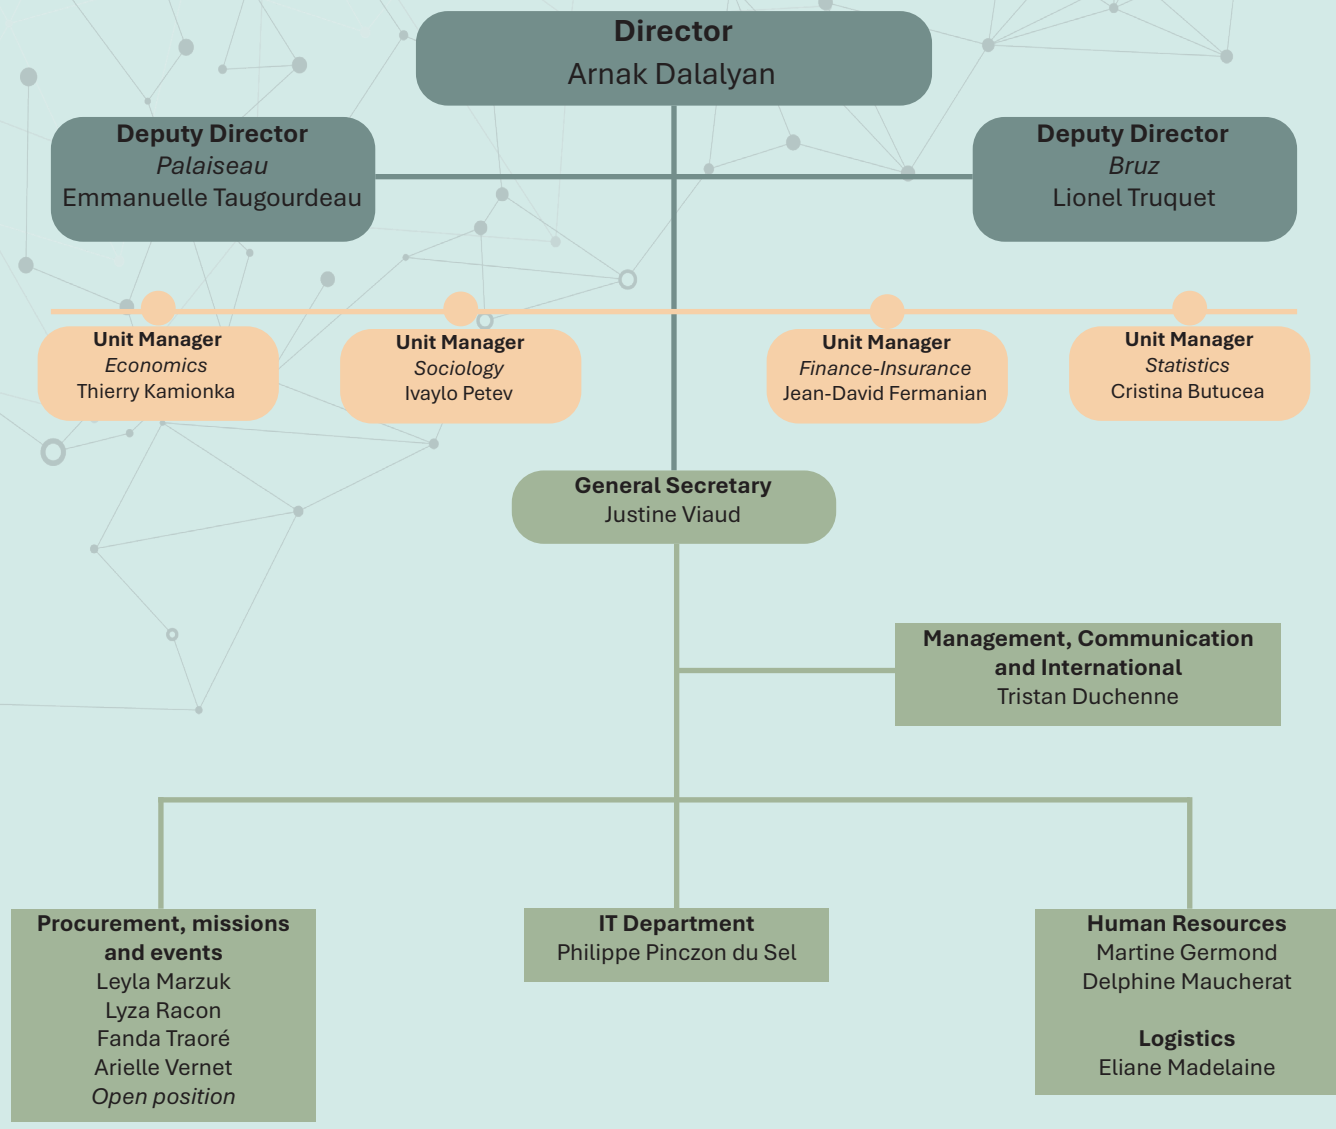 Director
Arnak Dalalyan
Deputy Director
Palaiseau
Emmanuelle Taugourdeau
Deputy Director
Bruz
Lionel Truquet
Unit Manager
Economics
Thierry Kamionka
Unit Manager
Sociology
Ivaylo Petev
Unit Manager
Finance-Insurance
Jean-David Fermanian
Unit Manager
Statistics
Cristina Butucea
General Secretary
Justine Viaud
Management, Communication
and International
Tristan Duchenne
Procurement, missions
and events
Leyla Marzuk
Lyza Racon
Fanda Traoré
Arielle Vernet
Open position
IT Department
Philippe Pinczon du Sel
Human Resources
Martine Germond
Delphine Maucherat
Logistics
Eliane Madelaine